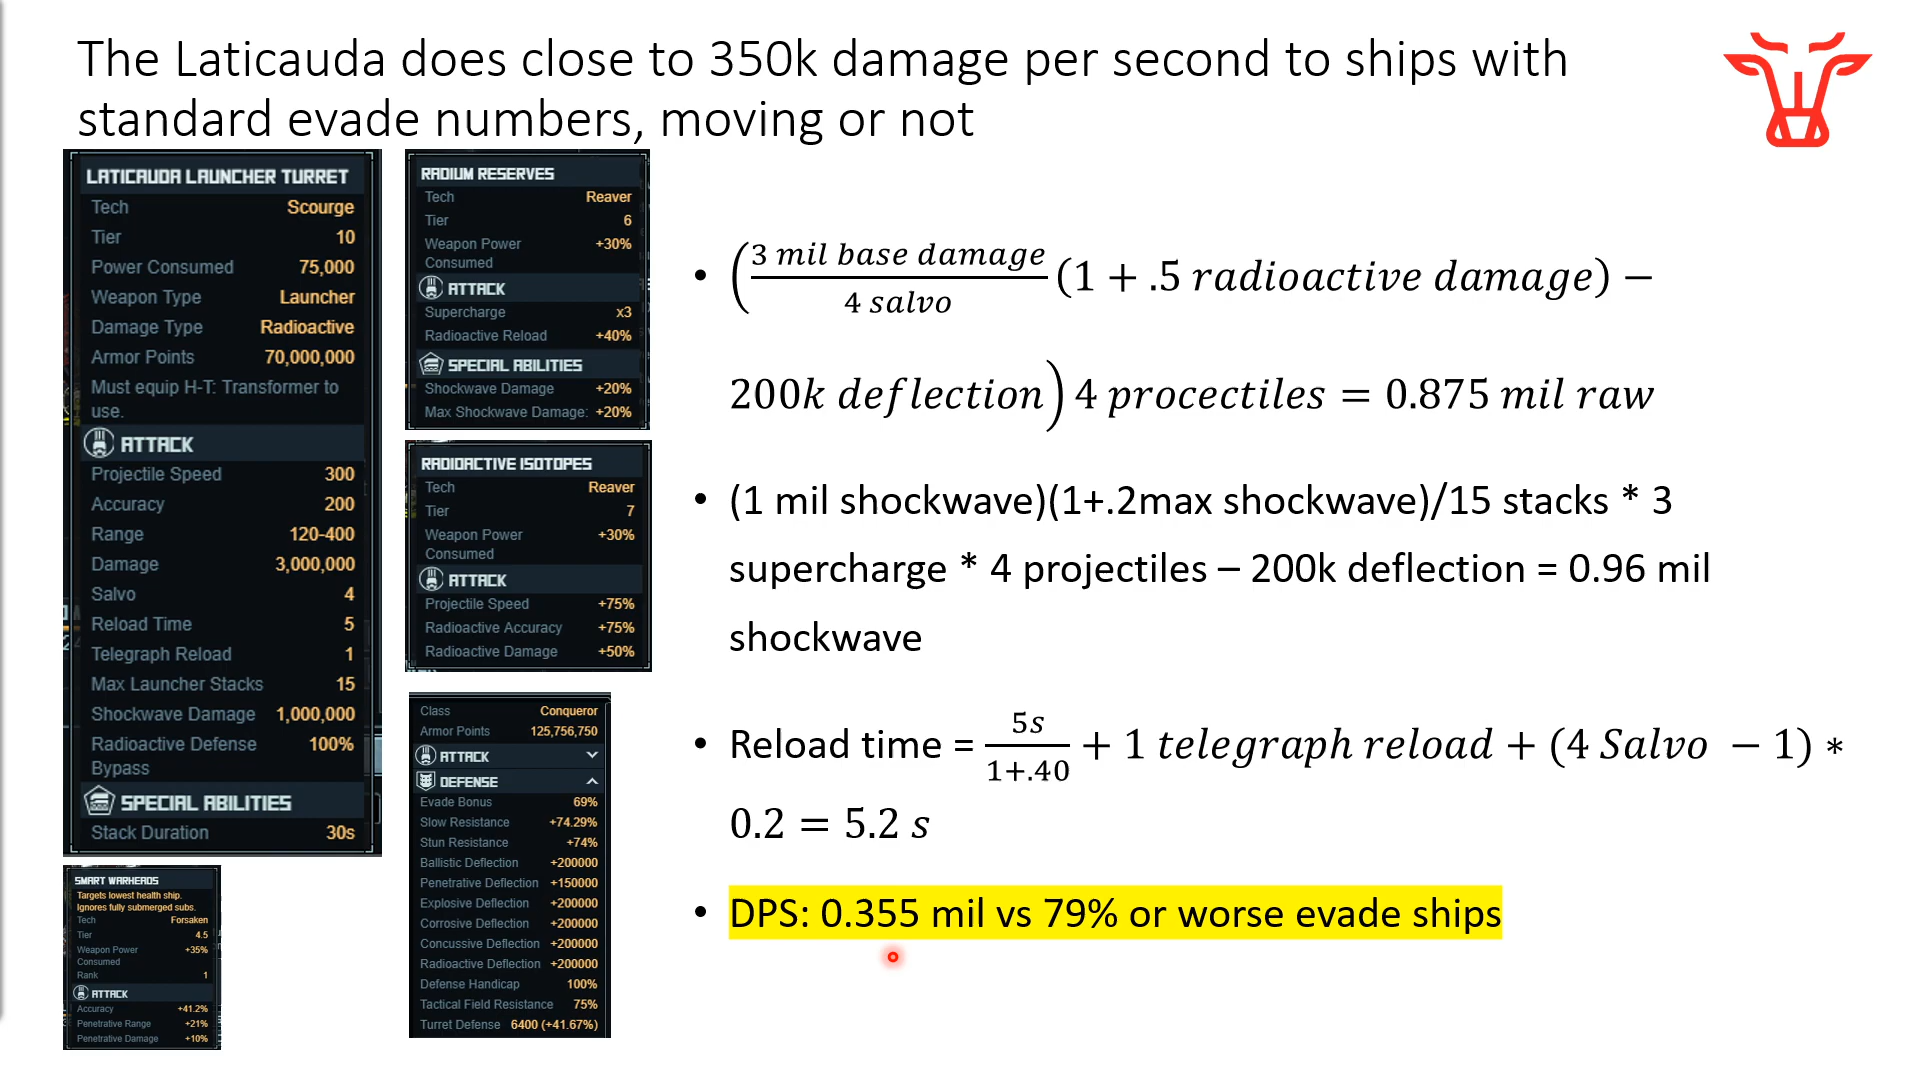 The Laticauda does close to 350k damage per second to ships with
standard evade numbers, moving or not
LATICAUDA LAUNCHER TURRET
Tech Scourge
Tier 10
Power Consumed 75,000
Weapon Type Launcher
Damage Type Radioactive
Armor Points 70,000,000
Must equip H-T: Transformer to
use.
ATTACK
Projectile Speed 300
Accuracy 200
Range 120-400
Damage 3,000,000
Salvo 4
Reload Time 5
Telegraph Reload 1
Max Launcher Stacks 15
Shockwave Damage 1,000,000
Radioactive Defense 100%
Bypass
SPECIAL ABILITIES
Stack Duration 30s
SMART WARHEADS
Targets lowest health ship.
Ignores fully submerged subs.
Tech Forsaken
Tier 4.5
Weapon Power +35%
Consumed
Rank 1
ATTACK
Accuracy +41.2%
Penetrative Range +21%
Penetrative Damage +10%
RADIUM RESERVES
Tech Reaver
Tier 6
Weapon Power +30%
Consumed
ATTACK
Supercharge x3
Radioactive Reload +40%
SPECIAL ABILITIES
Shockwave Damage +20%
Max Shockwave Damage: +20%
RADIOACTIVE ISOTOPES
Tech Reaver
Tier 7
Weapon Power +30%
Consumed
ATTACK
Projectile Speed +75%
Radioactive Accuracy +75%
Radioactive Damage +50%
Class Conqueror
Armor Points 125,756,750
ATTACK
DEFENSE
Evade Bonus 69%
Slow Resistance +74.29%
Stun Resistance +74%
Ballistic Deflection +200000
Penetrative Deflection +150000
Explosive Deflection +200000
Corrosive Deflection +200000
Concussive Deflection +200000
Radioactive Deflection +200000
Defense Handicap 100%
Tactical Field Resistance 75%
Turret Defense 6400 (+41.67%)
• (3 mil base damage / 4 salvo (1 + .5 radioactive damage) −
200k deflection) 4 procectiles = 0.875 mil raw
• (1 mil shockwave)(1+.2max shockwave)/15 stacks * 3
supercharge * 4 projectiles – 200k deflection = 0.96 mil
shockwave
• Reload time = 5s / 1+.40 + 1 telegraph reload + (4 Salvo − 1) ∗
0.2 = 5.2 s
• DPS: 0.355 mil vs 79% or worse evade ships